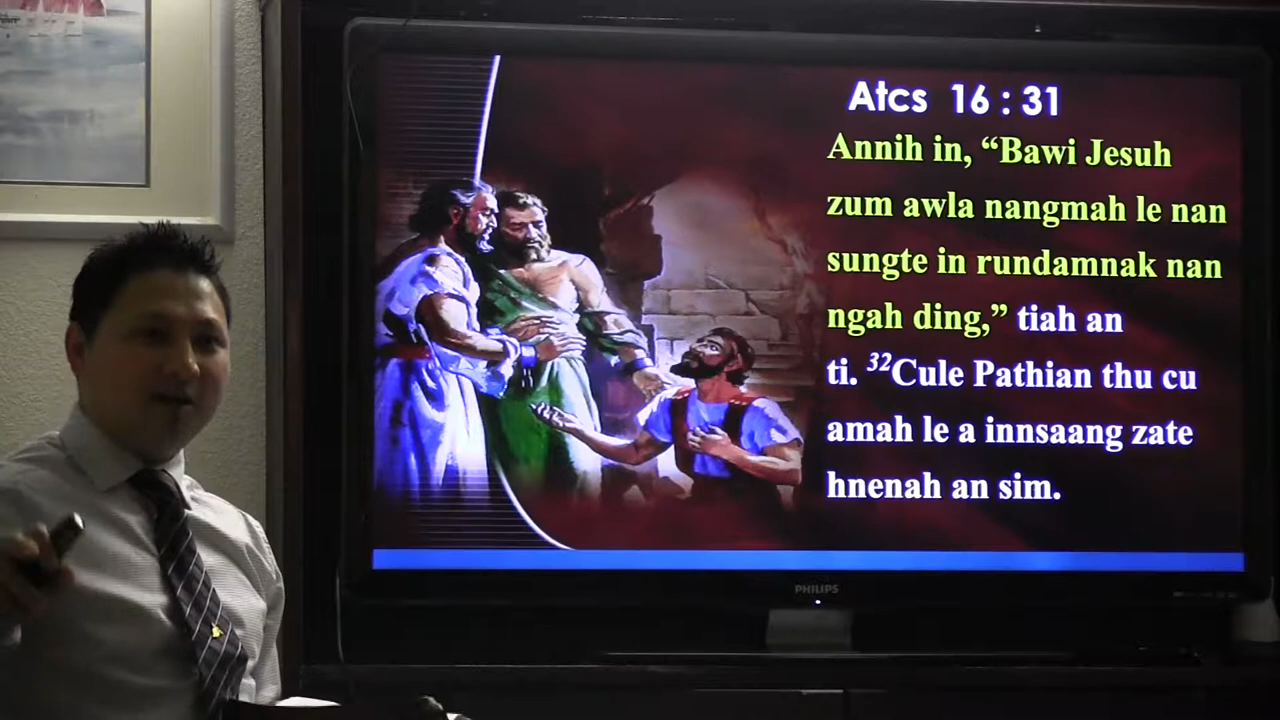 Atcs 16 : 31
Annih in, “Bawi Jesuh
zum awla nangmah le nan
sungte in rundamnak nan
ngah ding,” tiah an
ti. ³²Cule Pathian thu cu
amah le a innsaang zate
hnenah an sim.
PHILIPS